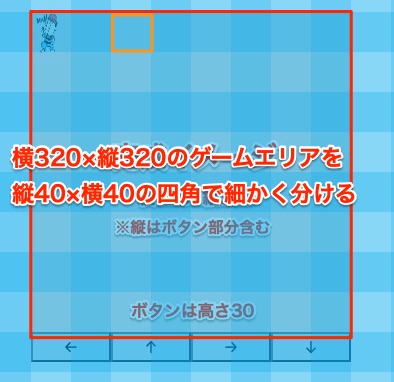 横320×縦320のゲームエリアを
縦40×横40の四角で細かく分ける
※縦はボタン部分含む
ボタンは高さ30
← ↑ → ↓